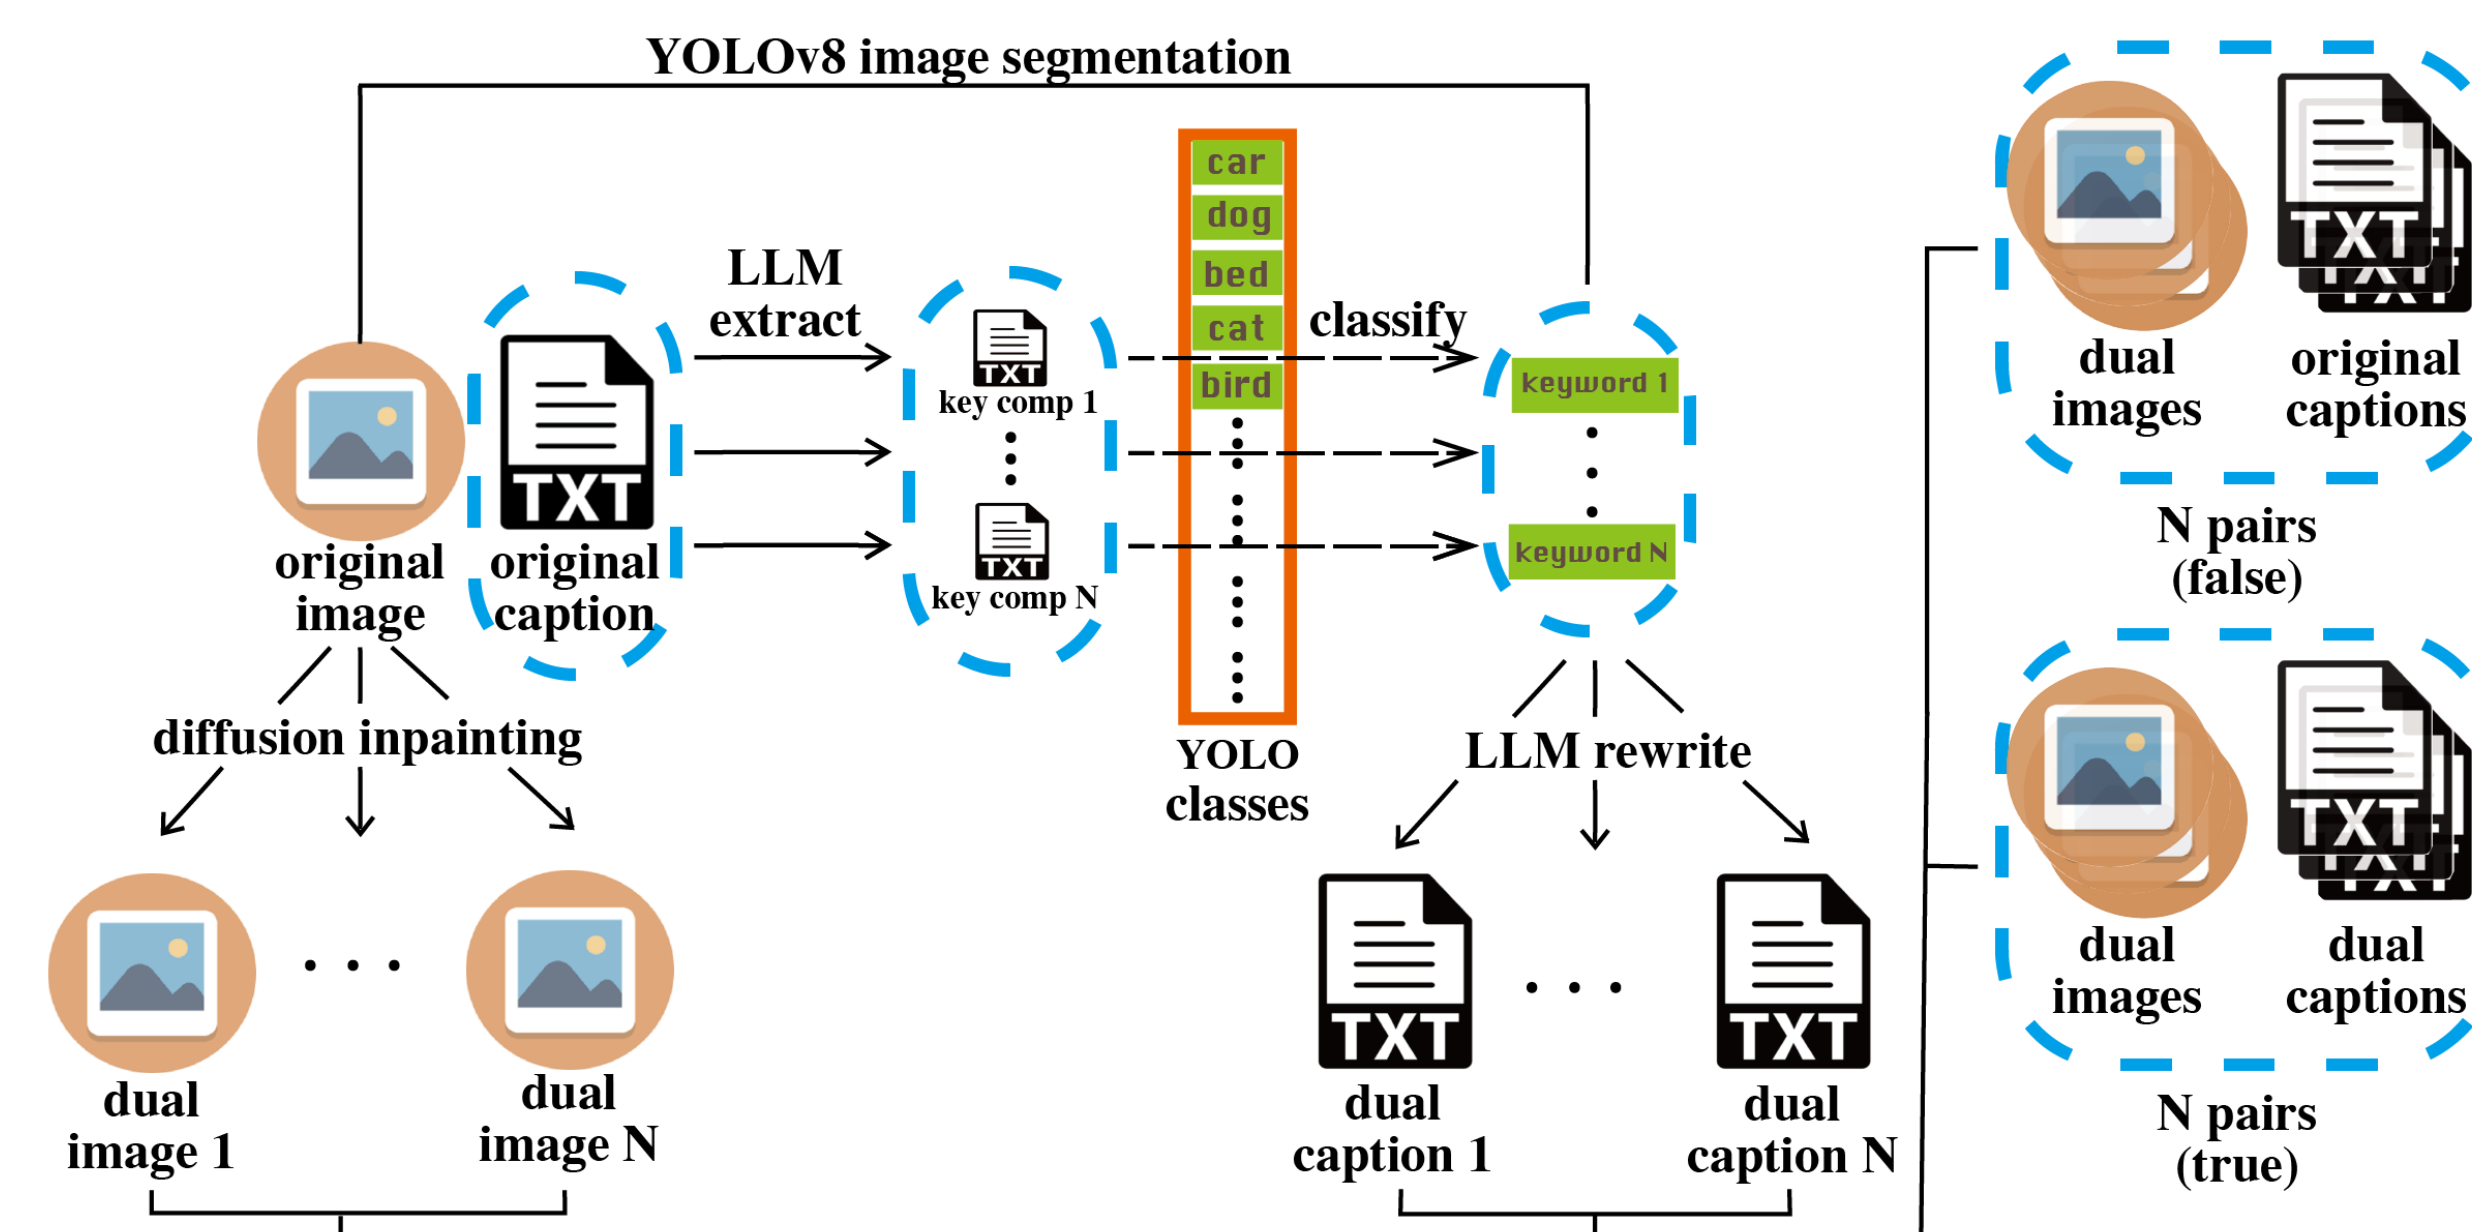 YOLOv8 image segmentation
LLM
extract
original
image
TXT
original
caption
TXT
key comp 1
TXT
key comp N
car
dog
bed
cat
bird
YOLO
classes
classify
keyword 1
keyword N
diffusion inpainting
LLM rewrite
dual
image 1
dual
image N
TXT
dual
caption 1
TXT
dual
caption N
TXT
TXT
dual
images
original
captions
N pairs
(false)
TXT
TXT
dual
images
dual
captions
N pairs
(true)